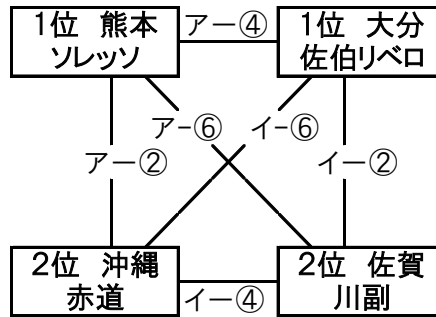 1位 熊本
ソレッソ
アー④
1位 大分
佐伯リベロ
ア-⑥
イ-⑥
アー②
イー②
2位 沖縄
赤道
イー④
2位 佐賀
川副